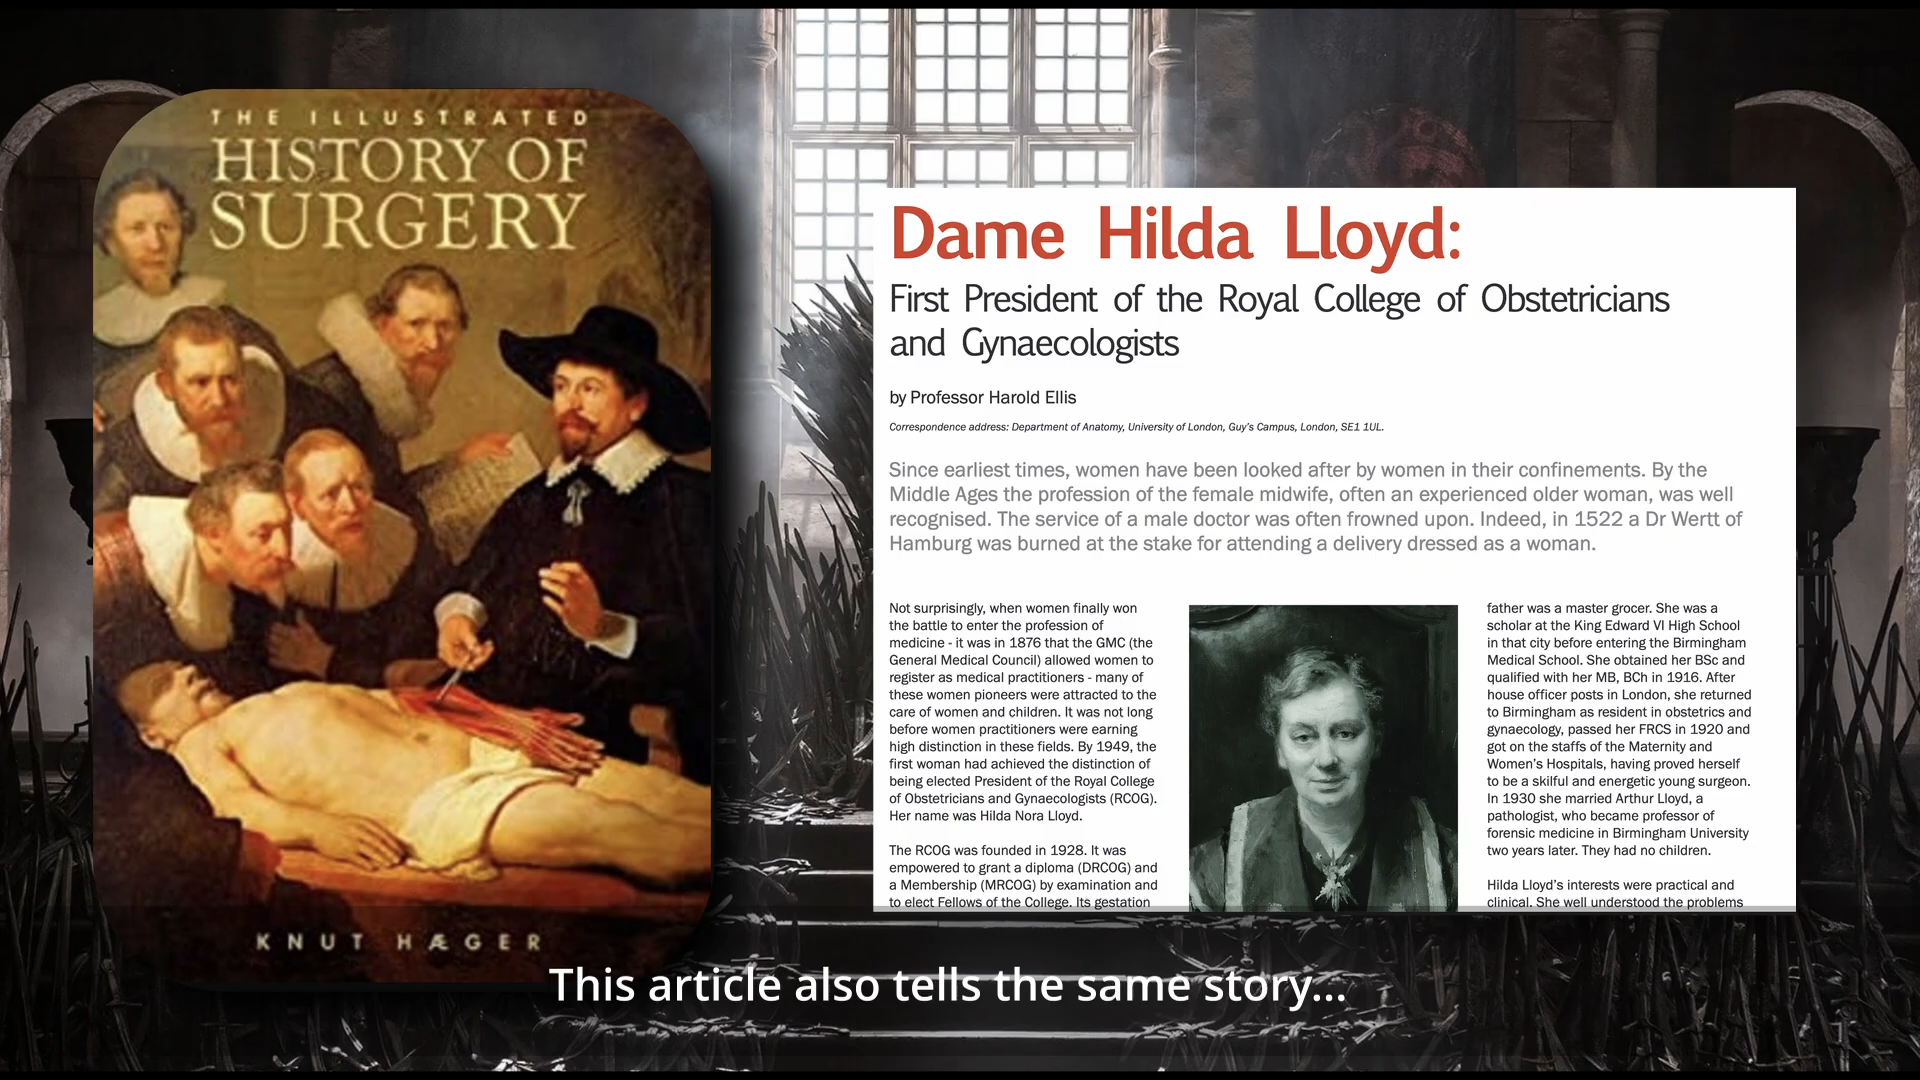 THE ILLUSTRATED
HISTORY OF
SURGERY
KNUT HÆGER
Dame Hilda Lloyd:
First President of the Royal College of Obstetricians
and Gynaecologists
by Professor Harold Ellis
Correspondence address: Department of Anatomy, University of London, Guy's Campus, London, SE1 1UL.
Since earliest times, women have been looked after by women in their confinements. By the
Middle Ages the profession of the female midwife, often an experienced older woman, was well
recognised. The service of a male doctor was often frowned upon. Indeed, in 1522 a Dr Wertt of
Hamburg was burned at the stake for attending a delivery dressed as a woman.
Not surprisingly, when women finally won
the battle to enter the profession of
medicine - it was in 1876 that the GMC (the
General Medical Council) allowed women to
register as medical practitioners - many of
these women pioneers were attracted to the
care of women and children. It was not long
before women practitioners were earning
high distinction in these fields. By 1949, the
first woman had achieved the distinction of
being elected President of the Royal College
of Obstetricians and Gynaecologists (RCOG).
Her name was Hilda Nora Lloyd.
The RCOG was founded in 1928. It was
empowered to grant a diploma (DRCOG) and
a Membership (MRCOG) by examination and
to elect Fellows of the College. Its gestation
father was a master grocer. She was a
scholar at the King Edward VI High School
in that city before entering the Birmingham
Medical School. She obtained her BSc and
qualified with her MB, BCh in 1916. After
house officer posts in London, she returned
to Birmingham as resident in obstetrics and
gynaecology, passed her FRCS in 1920 and
got on the staffs of the Maternity and
Women's Hospitals, having proved herself
to be a skilful and energetic young surgeon.
In 1930 she married Arthur Lloyd, a
pathologist, who became professor of
forensic medicine in Birmingham University
two years later. They had no children.
Hilda Lloyd's interests were practical and
clinical. She well understood the problems
This article also tells the same story...